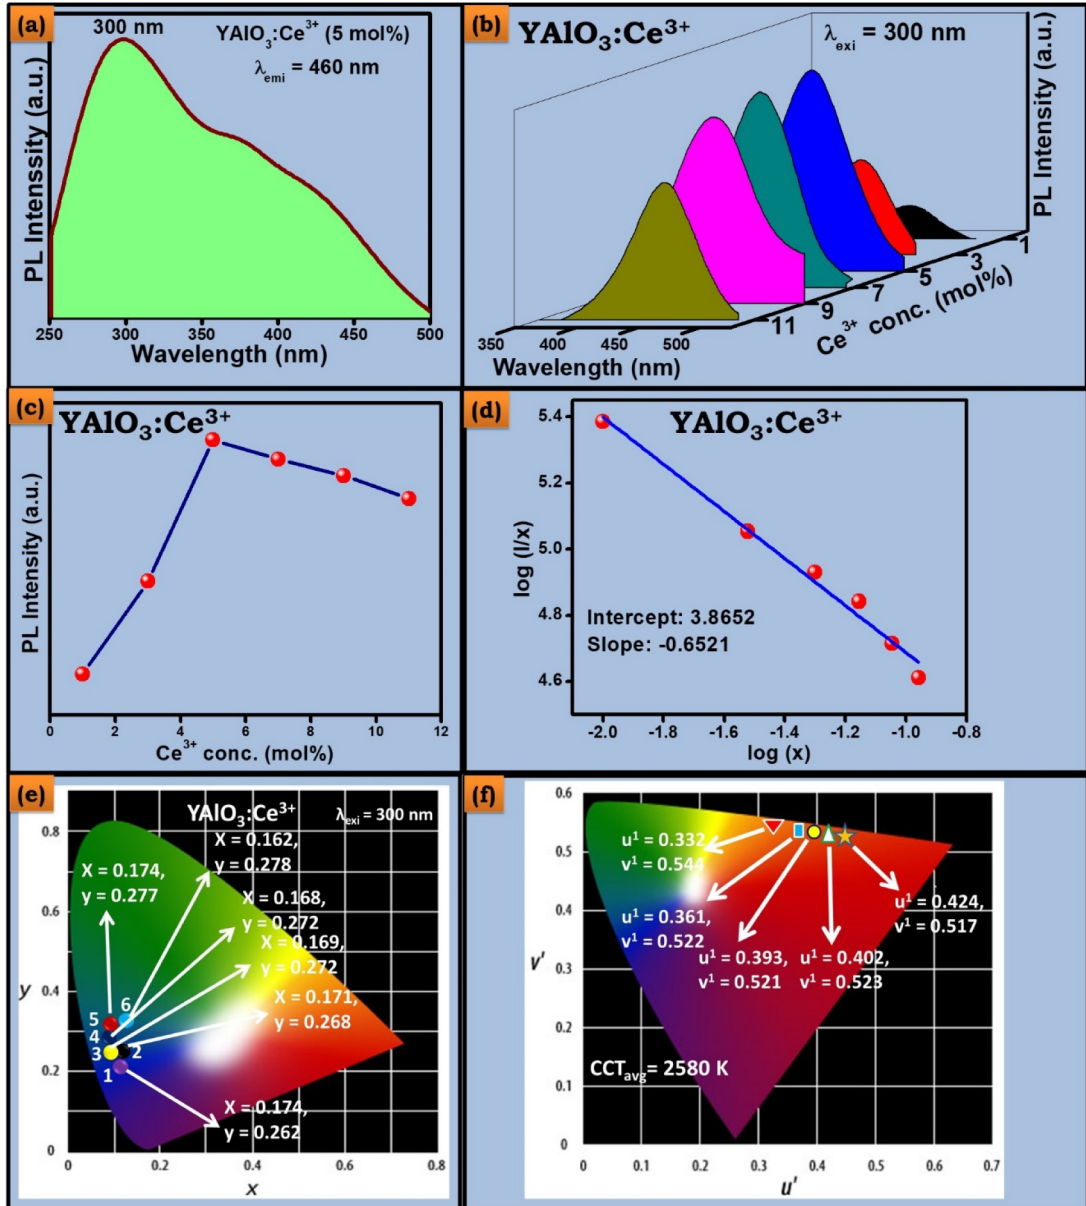 (a)
300 nm
YAlO3:Ce3+ (5 mol%)
λemi = 460 nm
PL Intenssity (a.u.)
250 300 350 400 450 500
Wavelength (nm)
(b)
YAlO3:Ce3+
λexi = 300 nm
PL Intensity (a.u.)
350 400 450 500
Wavelength (nm)
11 9 7 5 3 1
Ce3+ conc. (mol%)
(c)
YAlO3:Ce3+
PL Intensity (a.u.)
0 2 4 6 8 10 12
Ce3+ conc. (mol%)
(d)
YAlO3:Ce3+
5.4
5.2
5.0
4.8
4.6
log (I/x)
Intercept: 3.8652
Slope: -0.6521
-2.0 -1.8 -1.6 -1.4 -1.2 -1.0 -0.8
log (x)
(e)
YAlO3:Ce3+
λexi = 300 nm
0.8
0.6
0.4
0.2
0
y
X = 0.162,
y = 0.278
X = 0.174,
y = 0.277
X = 0.168,
y = 0.272
X = 0.169,
y = 0.272
X = 0.171,
y = 0.268
6
5
4
3
2
1
X = 0.174,
y = 0.262
0 0.2 0.4 0.6 0.8
x
(f)
0.6
0.5
0.4
0.3
0.2
0.1
0
v'
u1 = 0.332,
v1 = 0.544
u1 = 0.361,
v1 = 0.522
u1 = 0.393,
v1 = 0.521
u1 = 0.402,
v1 = 0.523
u1 = 0.424,
v1 = 0.517
CCTavg= 2580 K
0 0.1 0.2 0.3 0.4 0.5 0.6 0.7
u'